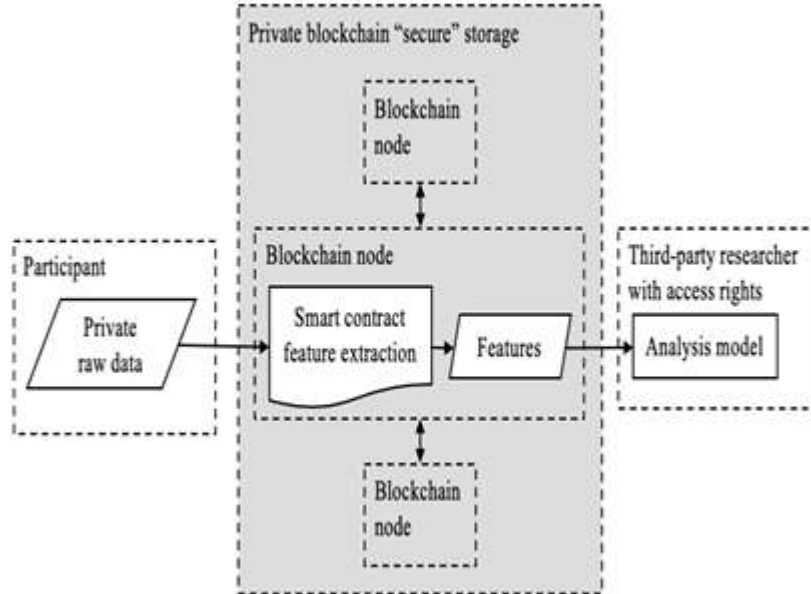 Private blockchain “secure” storage
Blockchain
node
Blockchain node
Participant
Private
raw data
Smart contract
feature extraction
Features
Third-party researcher
with access rights
Analysis model
Blockchain
node